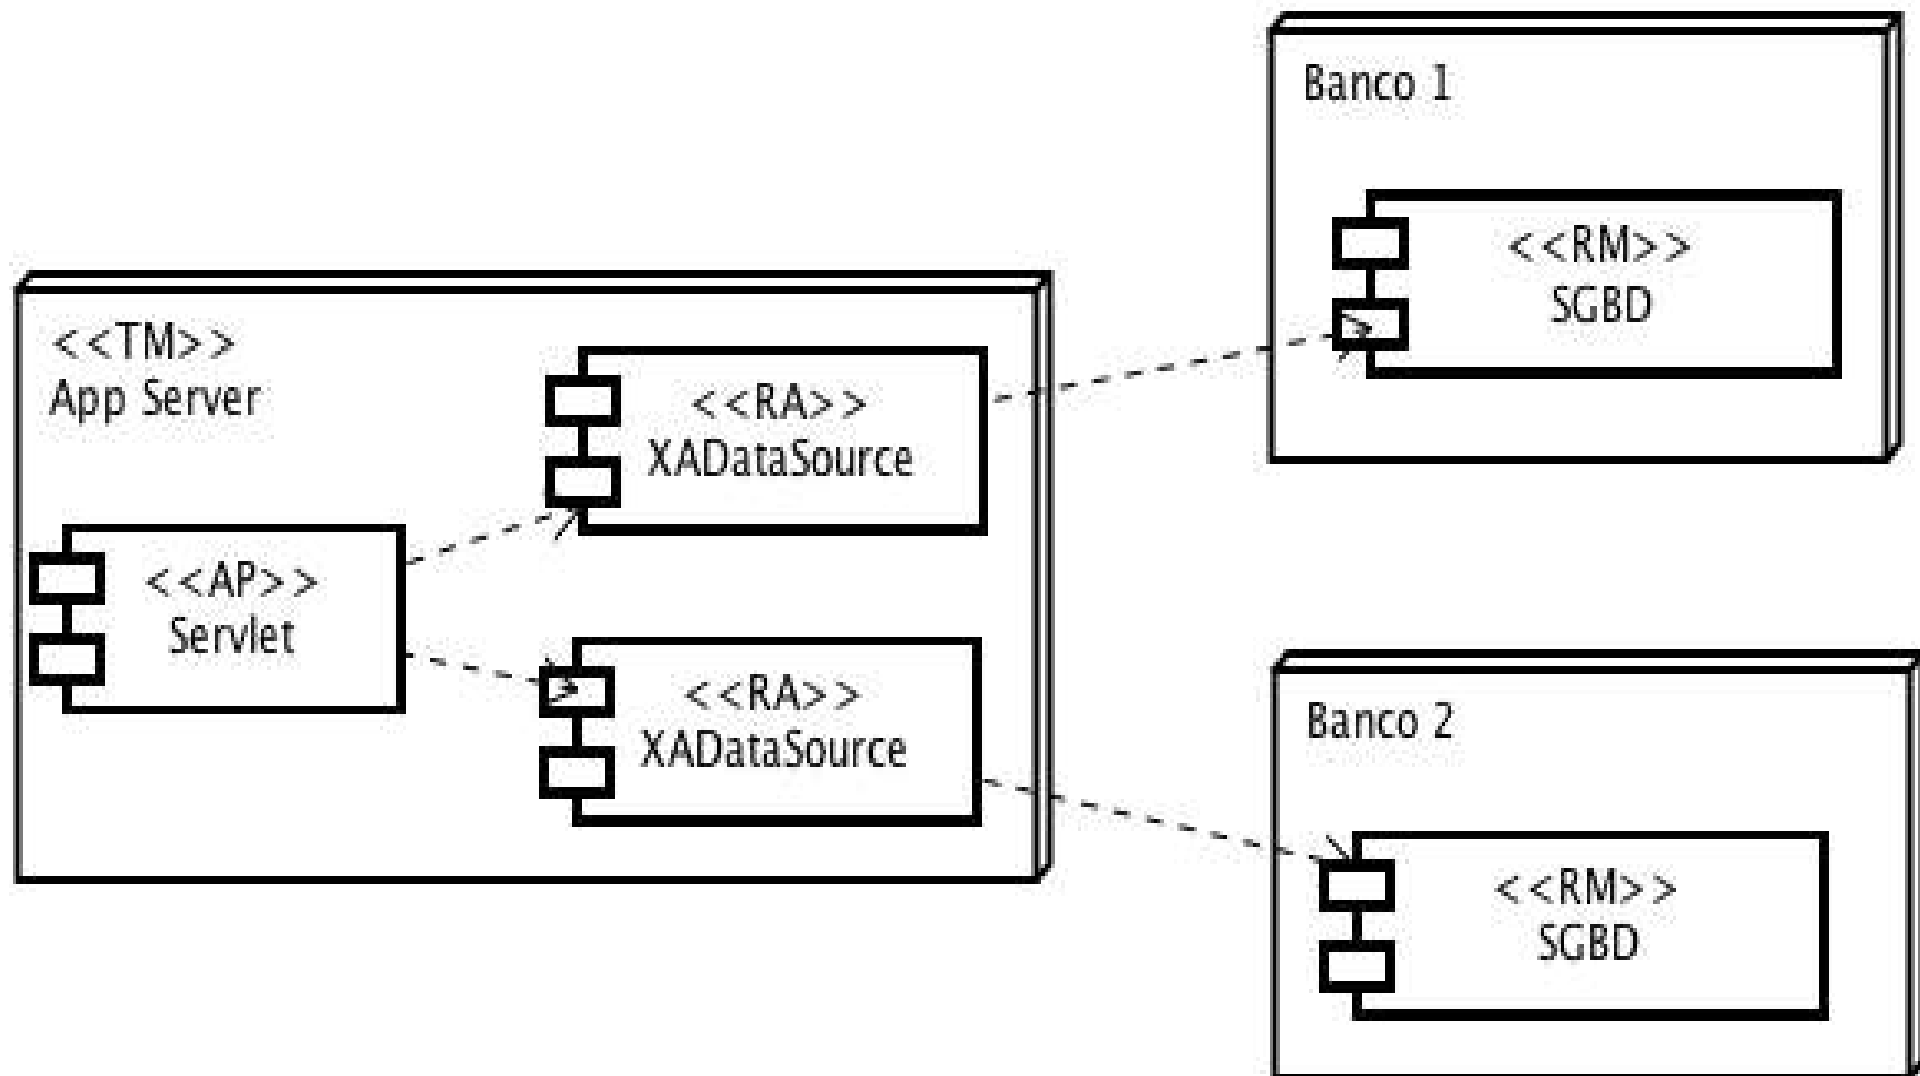 Banco 1
<<RM>>
SGBD
<<TM>>
App Server
<<RA>>
XADataSource
<<AP>>
Servlet
<<RA>>
XADataSource
Banco 2
<<RM>>
SGBD